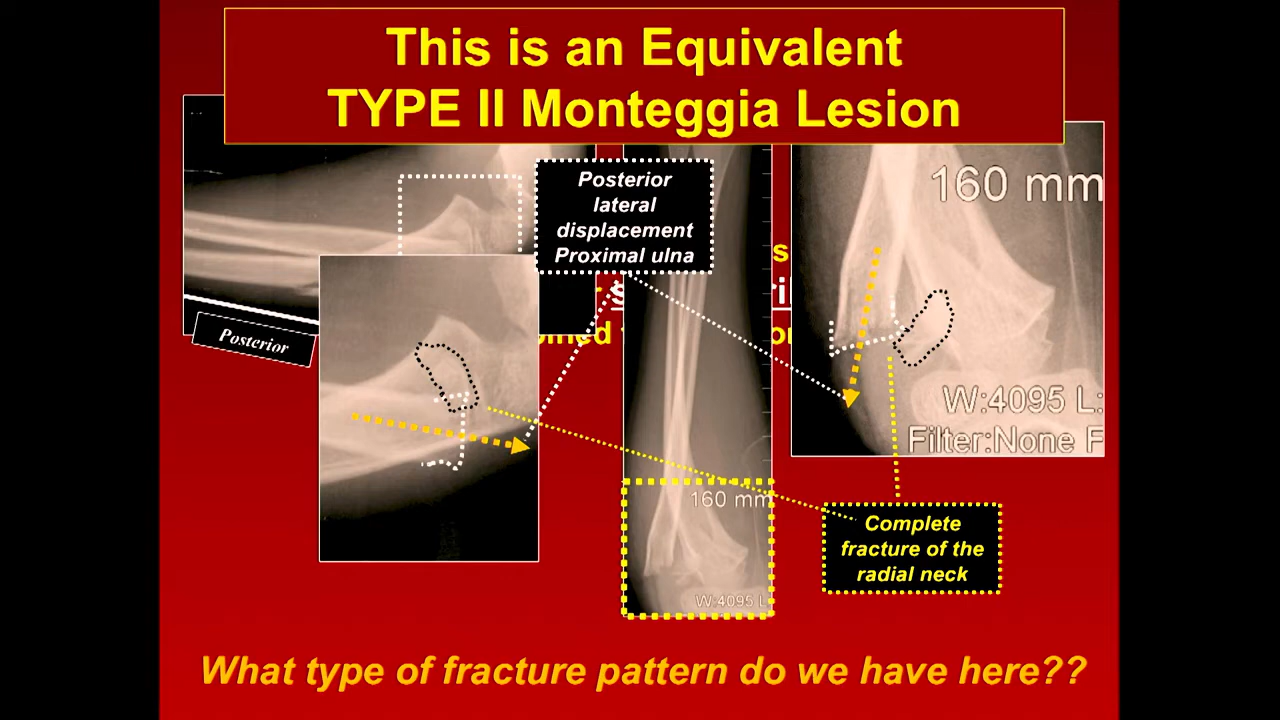 This is an Equivalent
TYPE II Monteggia Lesion
Posterior
lateral
displacement
Proximal ulna
160 mm
Posterior
W:4095 L:
Filter:None F
160 mm
W:4095 L
Complete
fracture of the
radial neck
What type of fracture pattern do we have here??